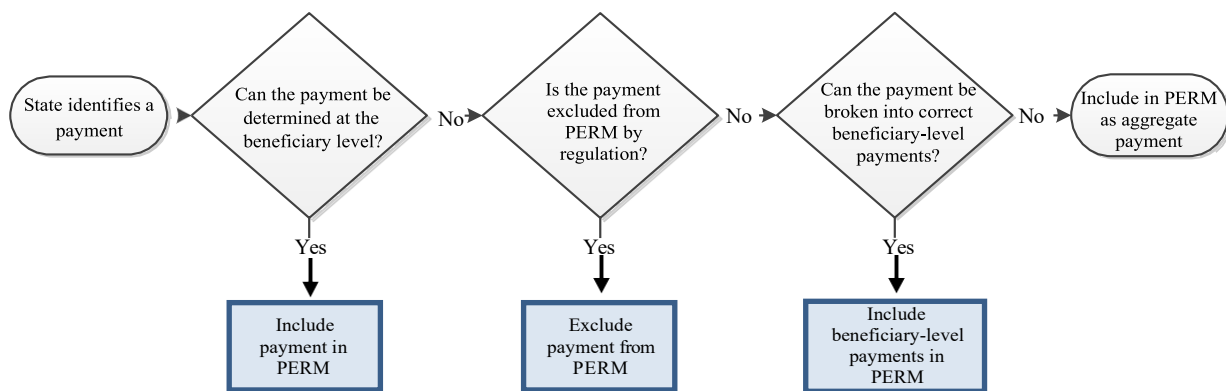 State identifies a
payment
Can the payment be
determined at the
beneficiary level?
No
Is the payment
excluded from
PERM by
regulation?
No
Can the payment be
broken into correct
beneficiary-level
payments?
No
Include in PERM
as aggregate
payment
Yes
Yes
Yes
Include
payment in
PERM
Exclude
payment from
PERM
Include
beneficiary-level
payments in
PERM